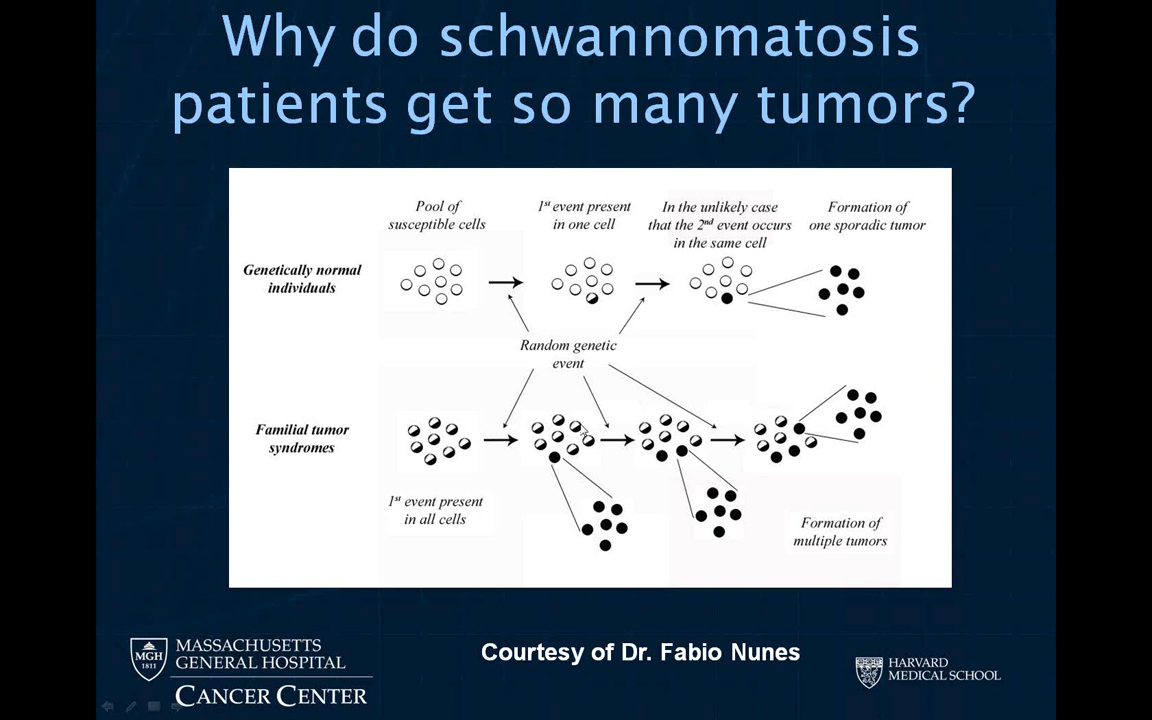 Why do schwannomatosis
patients get so many tumors?
Pool of
susceptible cells
1st event present
in one cell
In the unlikely case
that the 2nd event occurs
in the same cell
Formation of
one sporadic tumor
Genetically normal
individuals
Random genetic
event
Familial tumor
syndromes
1st event present
in all cells
Formation of
multiple tumors
MGH
1811
MASSACHUSETTS
GENERAL HOSPITAL
CANCER CENTER
Courtesy of Dr. Fabio Nunes
HARVARD
MEDICAL SCHOOL